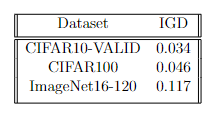 Dataset IGD
CIFAR10-VALID 0.034
CIFAR100 0.046
ImageNet16-120 0.117